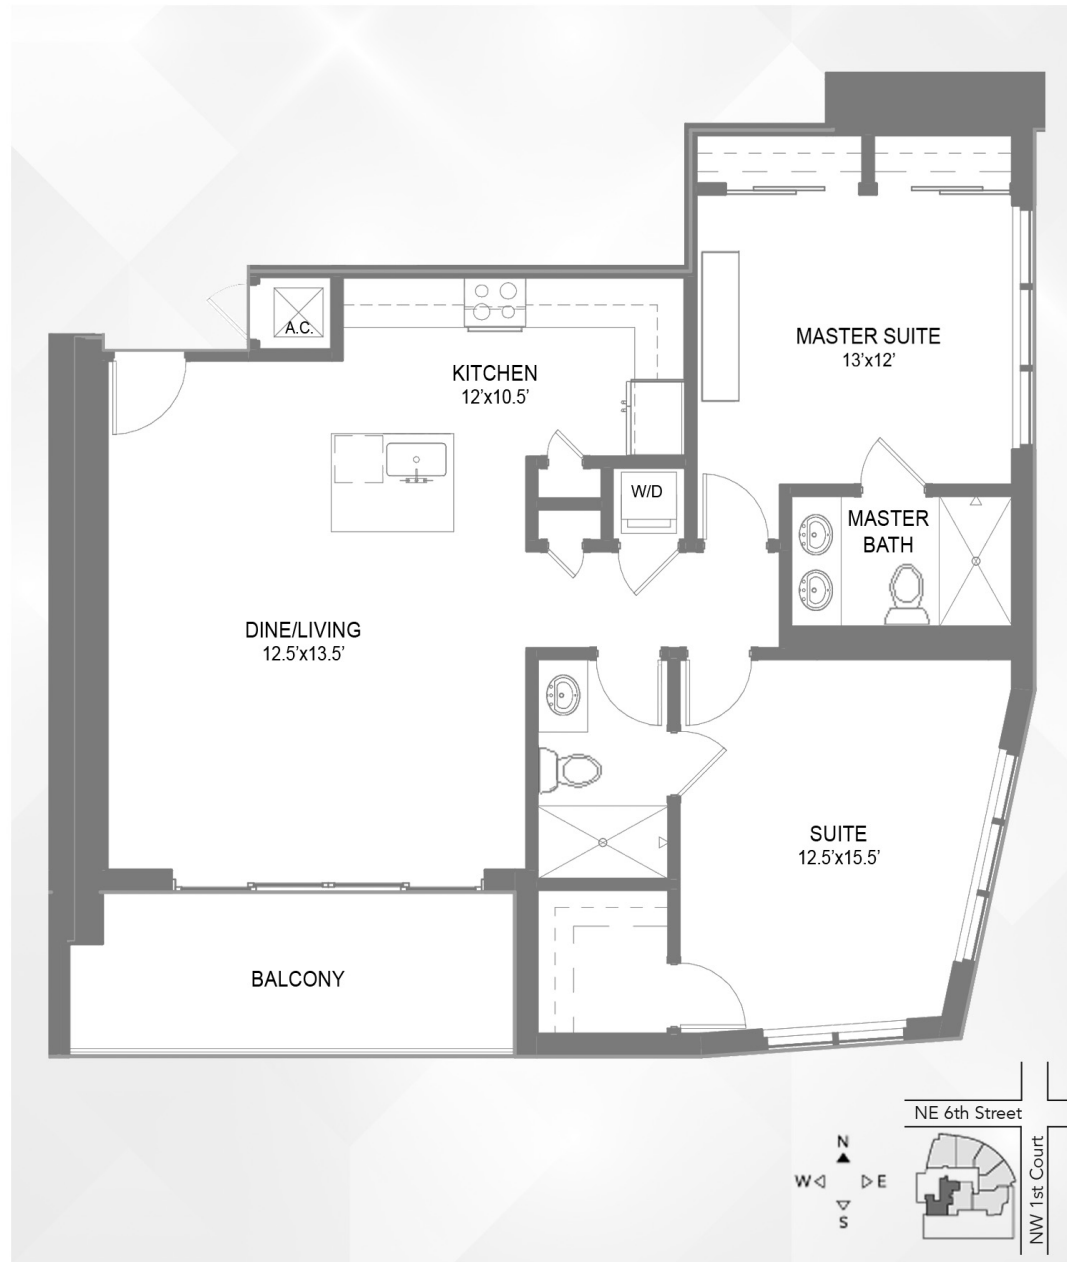 A.C.
KITCHEN
12'x10.5'
MASTER SUITE
13'x12'
W/D
MASTER
BATH
DINE/LIVING
12.5'x13.5'
SUITE
12.5'x15.5'
BALCONY
NE 6th Street
NW 1st Court
N
W
E
S